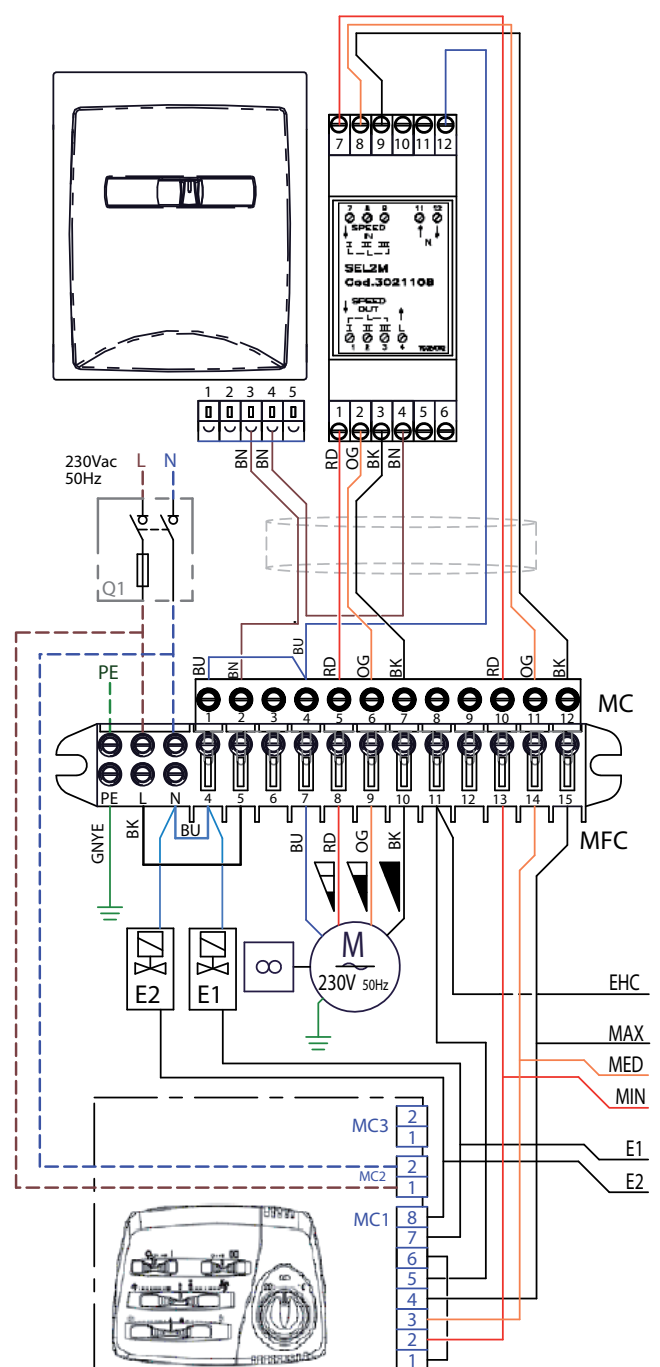 7 8 9 10 11 12
7 8 9 11 12
SPEED
IN
N
I II III
L
SEL2M
Cod.3021108
SPEED
OUT
L
I II III L
1 2 3 4
1 2 3 4 5
1 2 3 4 5 6
BN BN
RD OG BK BN
230Vac
50Hz
L N
Q1
PE
BU BN BU RD OG BK RD OG BK
MC
1 2 3 4 5 6 7 8 9 10 11 12
PE L N 4 5 6 7 8 9 10 11 12 13 14 15
MFC
GNYE BK BU BU RD OG BK
E2 E1
M
230V 50Hz
EHC
MAX
MED
MIN
E1
E2
MC3
2
1
MC2
2
1
MC1
8
7
6
5
4
3
2
1